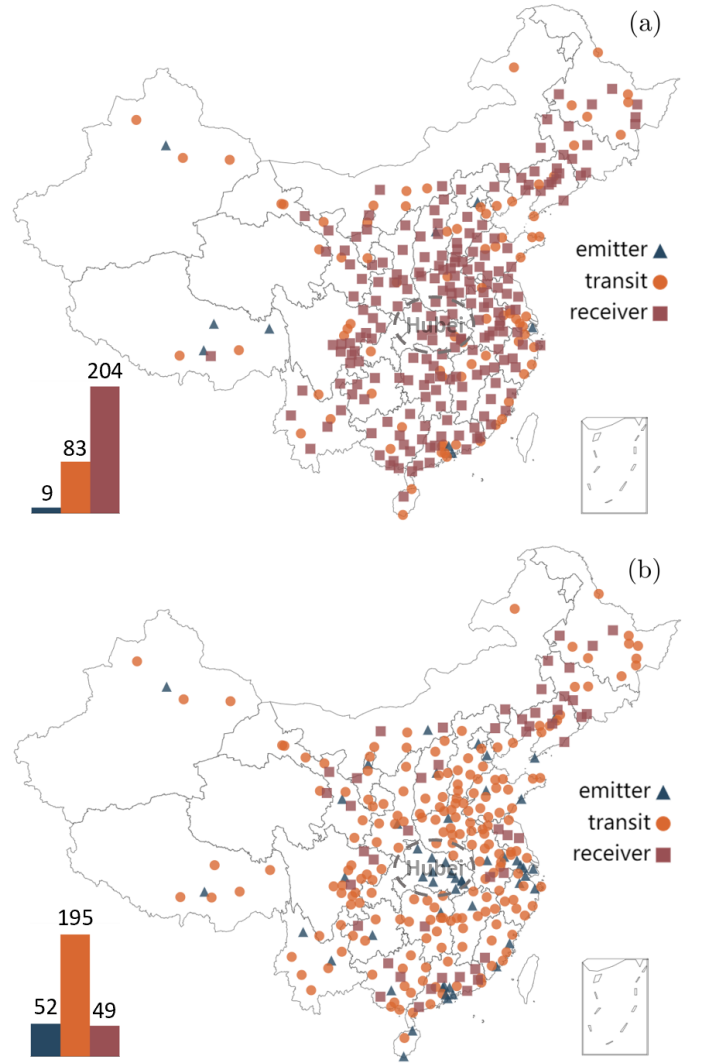 (a)
emitter
transit
receiver
Hubei
204
83
9
(b)
emitter
transit
receiver
Hubei
195
52
49